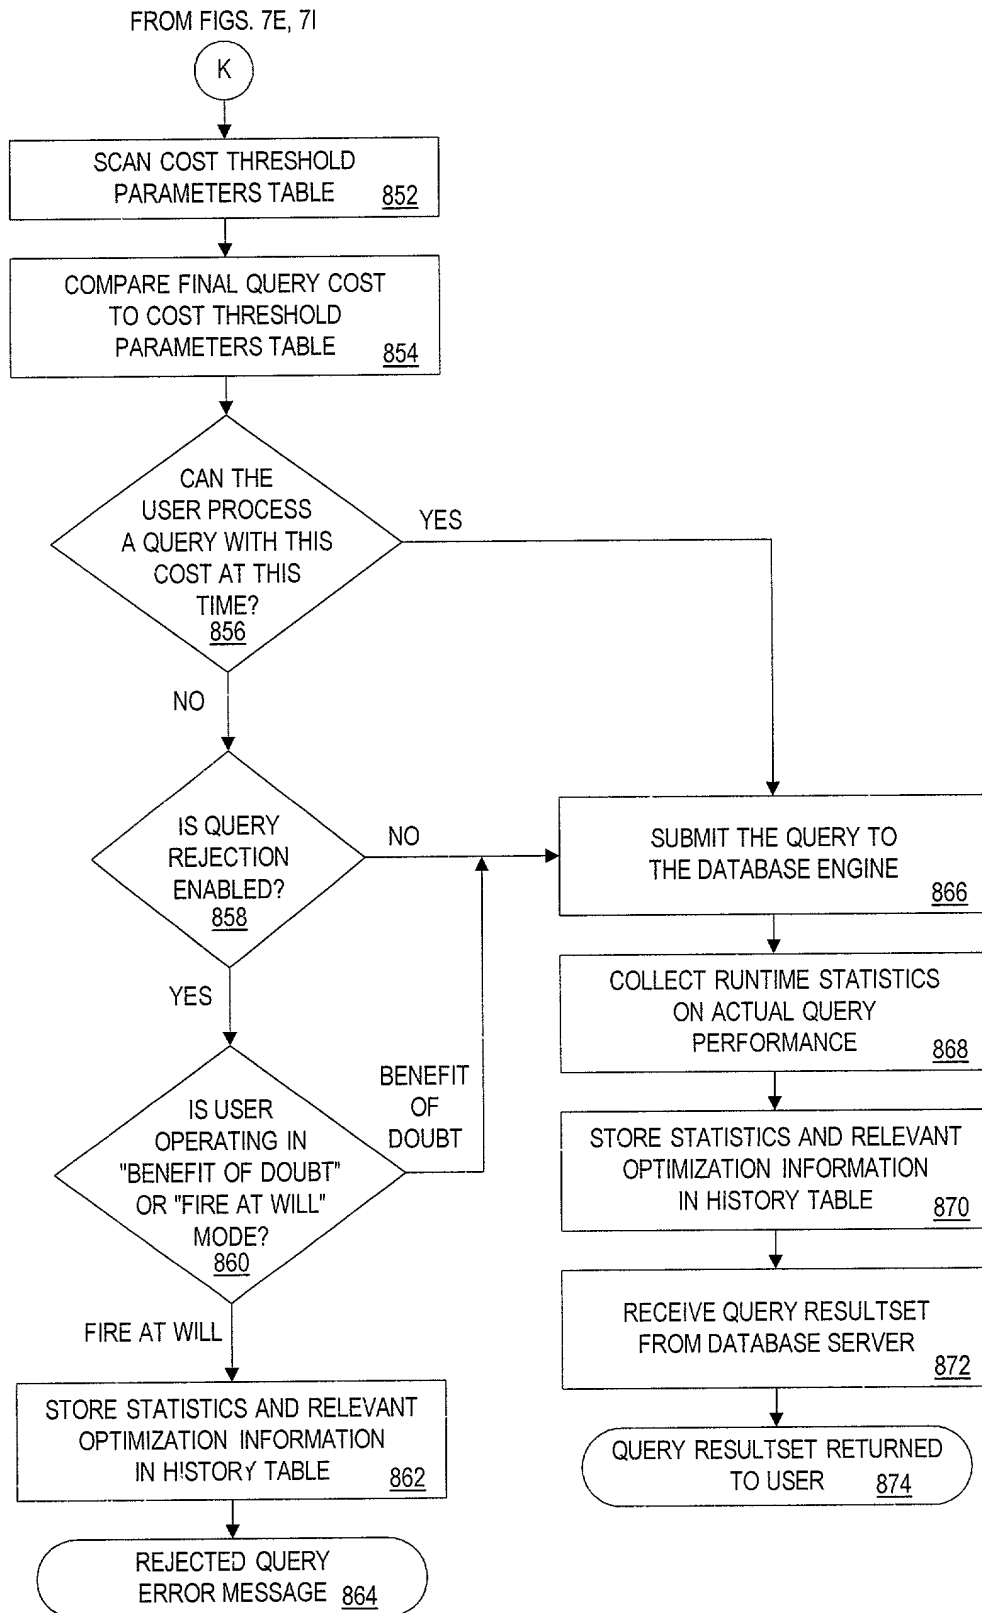 FROM FIGS. 7E, 7I
K
SCAN COST THRESHOLD
PARAMETERS TABLE
852
COMPARE FINAL QUERY COST
TO COST THRESHOLD
PARAMETERS TABLE
854
CAN THE
USER PROCESS
A QUERY WITH THIS
COST AT THIS
TIME?
856
YES
NO
IS QUERY
REJECTION
ENABLED?
858
NO
YES
IS USER
OPERATING IN
"BENEFIT OF DOUBT"
OR "FIRE AT WILL"
MODE?
860
BENEFIT
OF
DOUBT
FIRE AT WILL
STORE STATISTICS AND RELEVANT
OPTIMIZATION INFORMATION
IN HISTORY TABLE
862
REJECTED QUERY
ERROR MESSAGE
864
SUBMIT THE QUERY TO
THE DATABASE ENGINE
866
COLLECT RUNTIME STATISTICS
ON ACTUAL QUERY
PERFORMANCE
868
STORE STATISTICS AND RELEVANT
OPTIMIZATION INFORMATION
IN HISTORY TABLE
870
RECEIVE QUERY RESULTSET
FROM DATABASE SERVER
872
QUERY RESULTSET RETURNED
TO USER
874